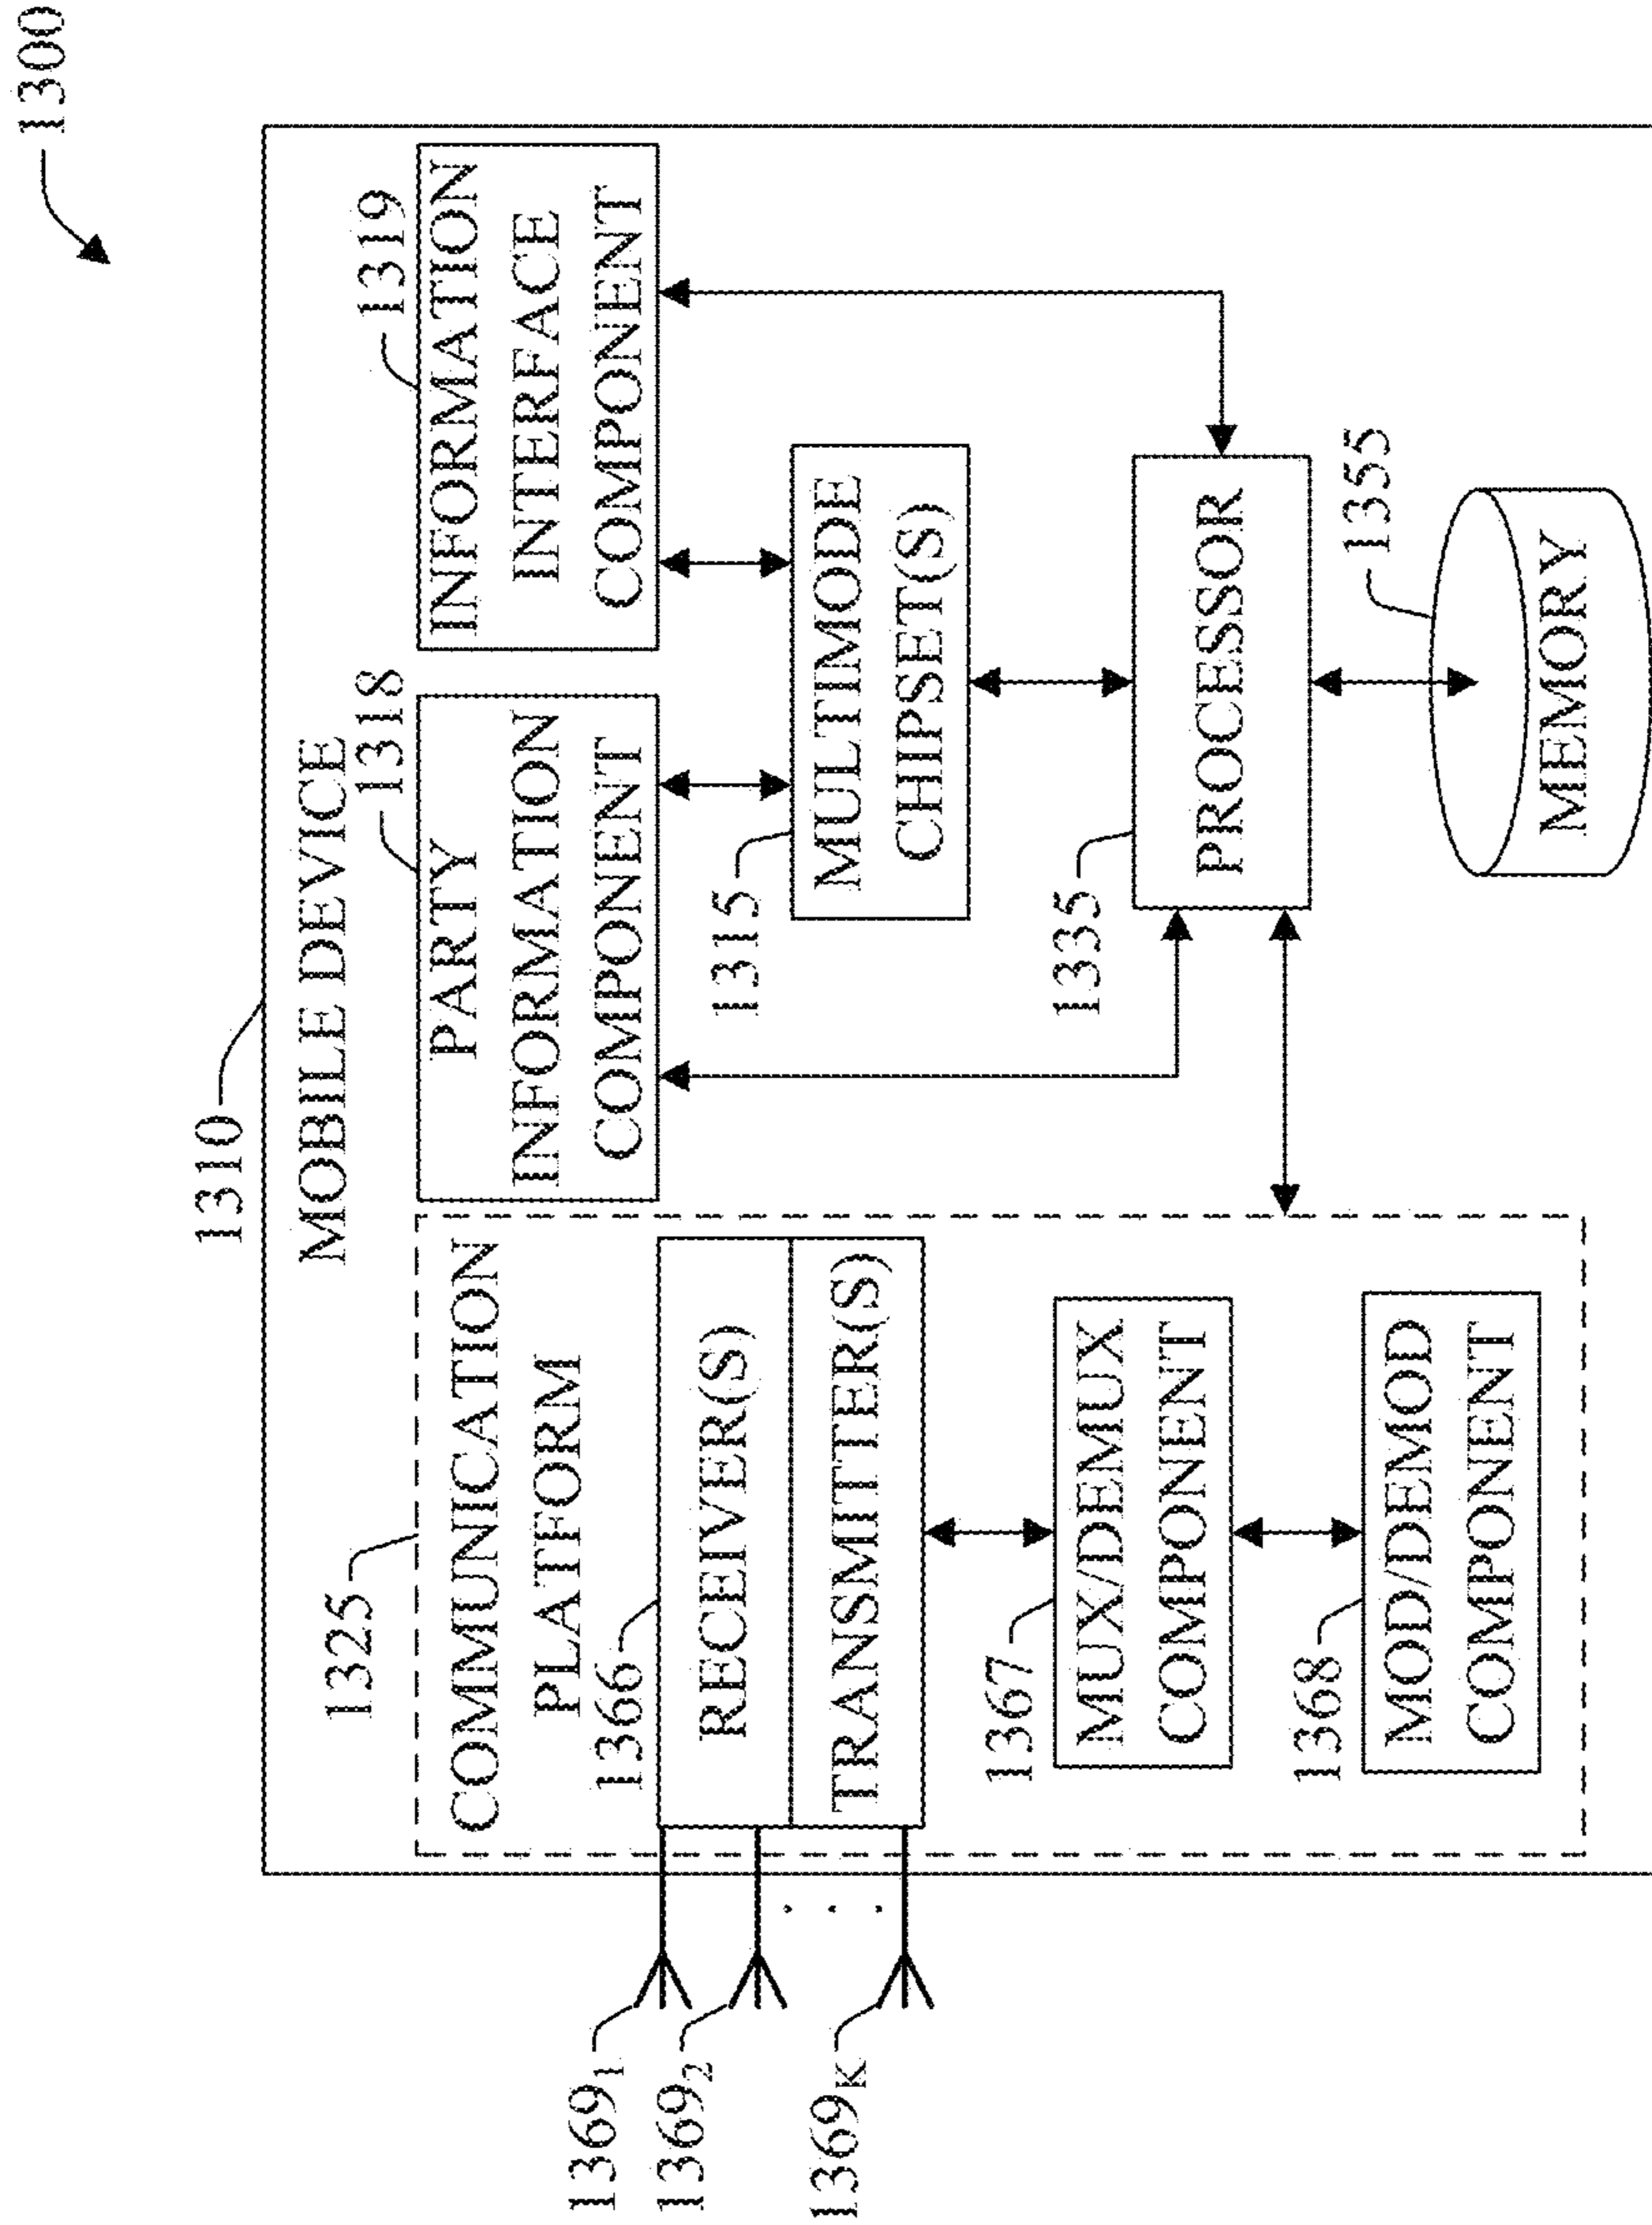 1300
1310
MOBILE DEVICE
1325
COMMUNICATION
PLATFORM
1366
RECEIVER(S)
TRANSMITTER(S)
1367
MUX/DEMUX
COMPONENT
1368
MOD/DEMOD
COMPONENT
1369₁
1369₂
. . .
1369K
1318
PARTY
INFORMATION
COMPONENT
1319
INFORMATION
INTERFACE
COMPONENT
1315
MULTIMODE
CHIPSET(S)
1335
PROCESSOR
1355
MEMORY